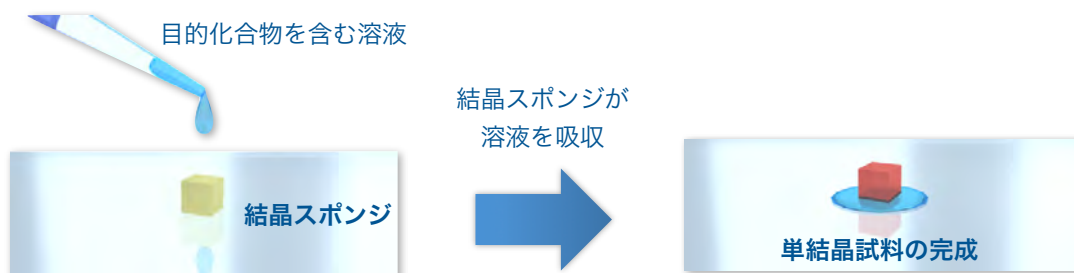 目的化合物を含む溶液
結晶スポンジが
溶液を吸収
結晶スポンジ
単結晶試料の完成